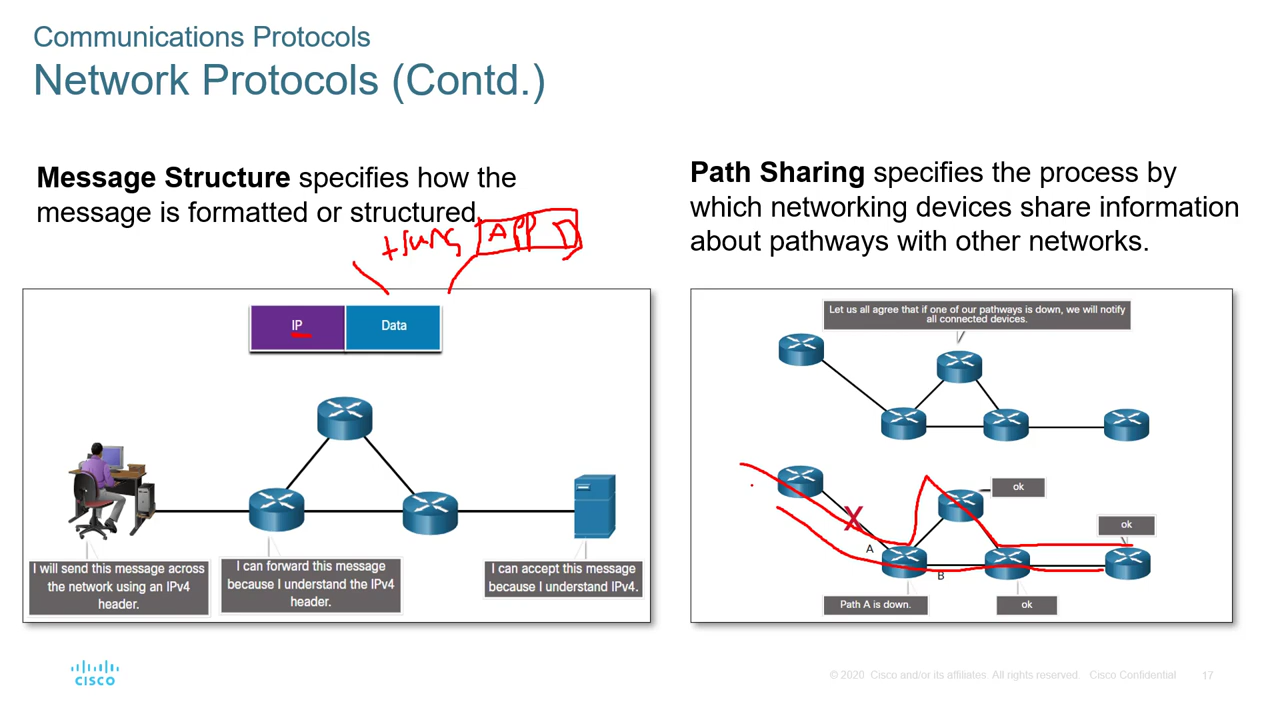 Communications Protocols
Network Protocols (Contd.)
Message Structure specifies how the
message is formatted or structured.
APP D
IP
Data
I will send this message across
the network using an IPv4
header.
I can forward this message
because I understand the IPv4
header.
I can accept this message
because I understand IPv4.
Path Sharing specifies the process by
which networking devices share information
about pathways with other networks.
Let us all agree that if one of our pathways is down, we will notify
all connected devices.
ok
ok
A
B
Path A is down.
ok
CISCO
© 2020 Cisco and/or its affiliates. All rights reserved. Cisco Confidential
17